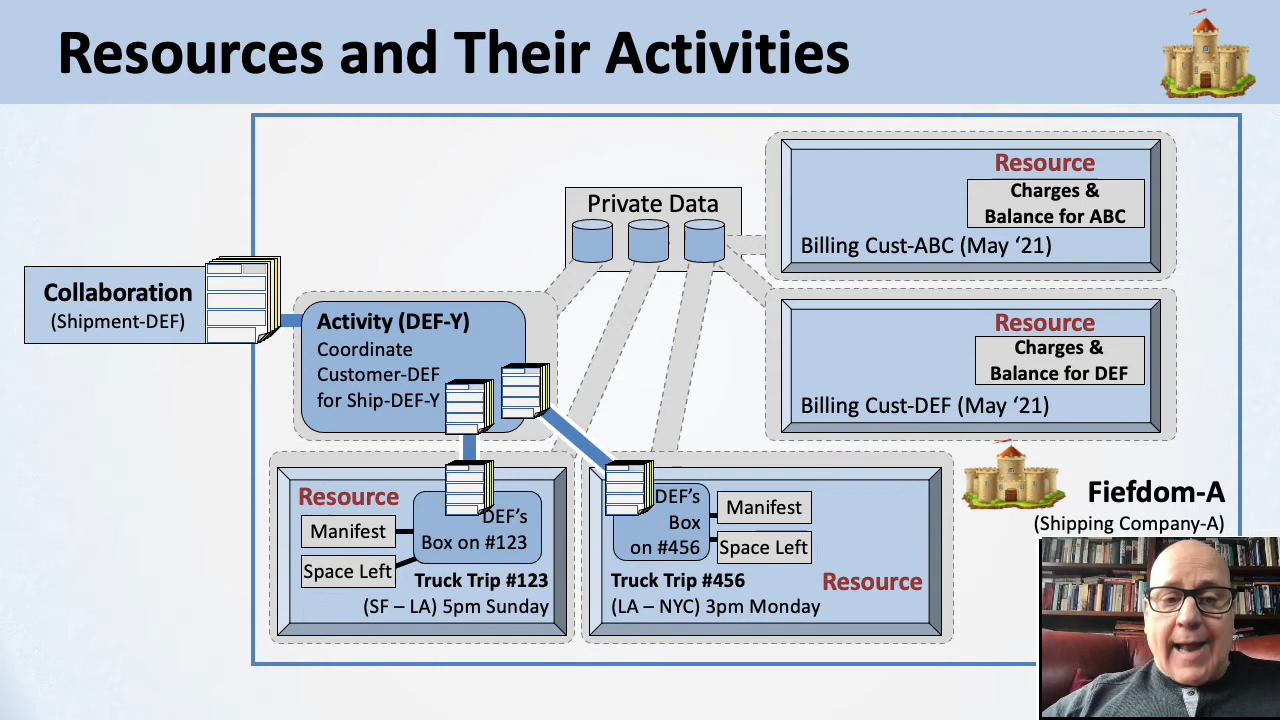 Resources and Their Activities
Private Data
Resource
Charges &
Balance for ABC
Billing Cust-ABC (May ‘21)
Collaboration
(Shipment-DEF)
Activity (DEF-Y)
Coordinate
Customer-DEF
for Ship-DEF-Y
Resource
Charges &
Balance for DEF
Billing Cust-DEF (May ‘21)
Resource
Manifest
Space Left
DEF’s
Box on #123
Truck Trip #123
(SF – LA) 5pm Sunday
DEF’s
Box
on #456
Manifest
Space Left
Truck Trip #456
(LA – NYC) 3pm Monday
Resource
Fiefdom-A
(Shipping Company-A)